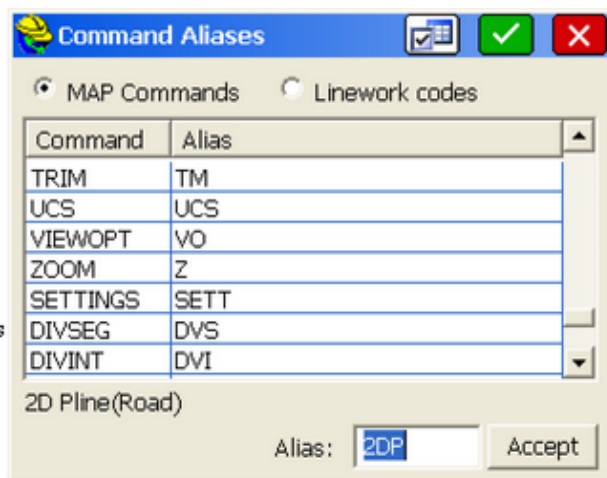 Command Aliases
MAP Commands Linework codes
Command Alias
TRIM TM
UCS UCS
VIEWOPT VO
ZOOM Z
SETTINGS SETT
DIVSEG DVS
DIVINT DVI
2D Pline(Road)
Alias: 2DP Accept